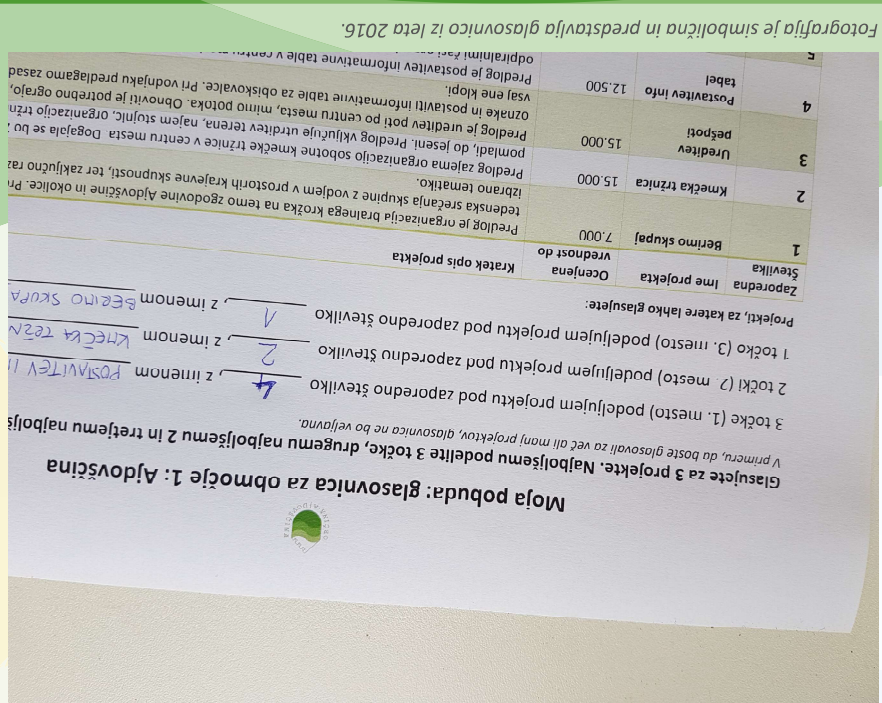 Moja pobuda: glasovnica za območje 1: Ajdovščina
Glasujete za 3 projekte. Najboljšemu podelite 3 točke, drugemu najboljšemu 2 in tretjemu
V primeru, da boste glasovali za več ali manj projektov, glasovnica ne bo veljavna.
3 točke (1. mesto) podeljujem projektu pod zaporedno številko 4, z imenom POSTAVITEV
2 točki (2. mesto) podeljujem projektu pod zaporedno številko 2, z imenom KMEČKA
1 točko (3. mesto) podeljujem projektu pod zaporedno številko 1, z imenom BERIMO
Projekti, za katere lahko glasujete:
Zaporedna Številka Ime projekta Ocenjena vrednost do Kratek opis projekta
1 Berimo skupaj 7.000 Predlog je organizacija bralnega krožka na temo zgodovine Ajdovščine in okolice.
tedenska srečanja skupine z vodjem v prostorih krajevne skupnosti, ter zaključno
izbrano tematiko.
2 Kmečka tržnica 15.000 Predlog zajema organizacijo sobotne kmečke tržnice v centru mesta Dogajala se bo
pomladi, do jeseni. Predlog vključuje utrditev terena, najem stojnic, organizacijo
3 Ureditev pešpoti 15.000 Predlog je ureditev poti po centru mesta, mimo potoka. Obnoviti je potrebno ograjo,
oznake in postaviti informativne table za obiskovalce. Pri vodnjaku predlagamo
vsaj ene klopi.
4 Postavitev info tabel 12.500 Predlog je postavitev informativne table v centru
odpiralnimi
5
Fotografija je simbolična in predstavlja glasovnico iz leta 2016.